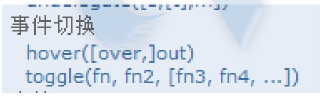 事件切换
hover([over,]out)
toggle(fn, fn2, [fn3, fn4, ...])